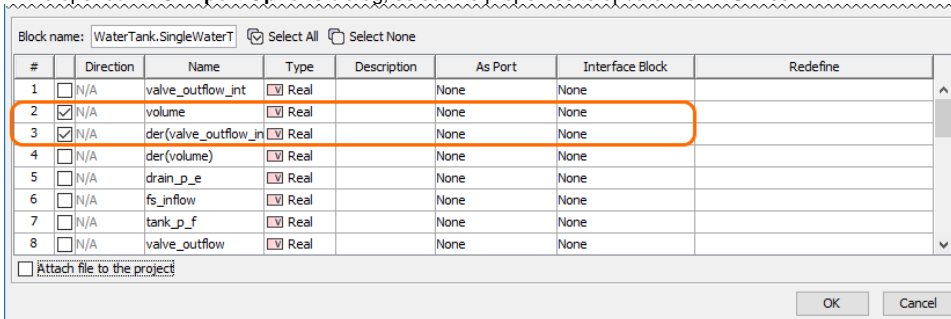 Block name: WaterTank.SingleWaterT Select All Select None
# Direction Name Type Description As Port Interface Block Redefine
1 N/A valve_outflow_int V Real None None
2 N/A volume V Real None None
3 N/A der(valve_outflow_in V Real None None
4 N/A der(volume) V Real None None
5 N/A drain_p_e V Real None None
6 N/A fs_inflow V Real None None
7 N/A tank_p_f V Real None None
8 N/A valve_outflow V Real None None
Attach file to the project
OK Cancel